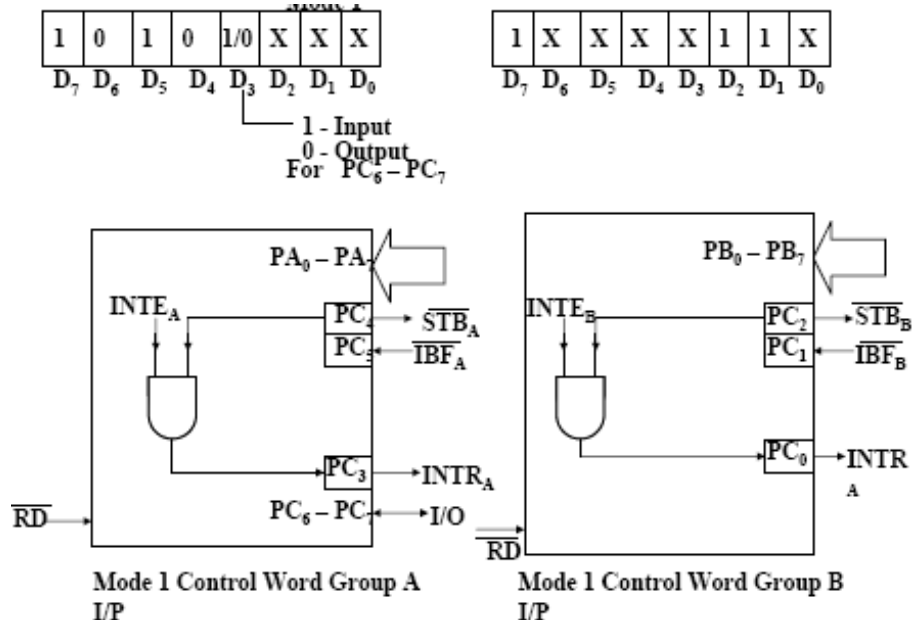 Mode 1
1 0 1 0 1/0 X X X
D7 D6 D5 D4 D3 D2 D1 D0
1 - Input
0 - Output
For PC6 – PC7
1 X X X X 1 1 X
D7 D6 D5 D4 D3 D2 D1 D0
PA0 – PA7
INTEA
PC4
STBA
PC5
IBFA
PC3
INTRA
PC6 – PC7
I/O
RD
Mode 1 Control Word Group A
I/P
PB0 – PB7
INTEB
PC2
STBB
PC1
IBFB
PC0
INTR
A
RD
Mode 1 Control Word Group B
I/P